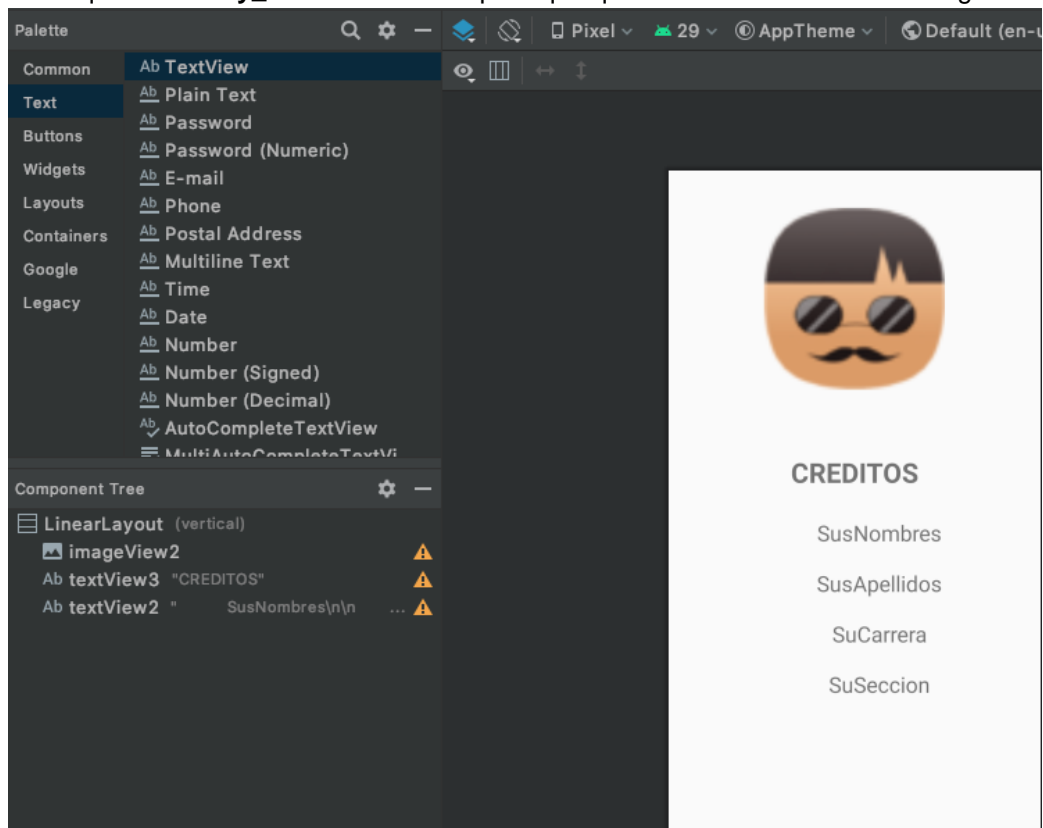 Palette
Pixel
29
AppTheme
Default (en-u
Common
Text
Buttons
Widgets
Layouts
Containers
Google
Legacy
Ab TextView
Ab Plain Text
Ab Password
Ab Password (Numeric)
Ab E-mail
Ab Phone
Ab Postal Address
Ab Multiline Text
Ab Time
Ab Date
Ab Number
Ab Number (Signed)
Ab Number (Decimal)
Ab AutoCompleteTextView
MultiAutoCompleteTextVi
Component Tree
LinearLayout (vertical)
imageView2
Ab textView3 "CREDITOS"
Ab textView2 " SusNombres\n\n ...
CREDITOS
SusNombres
SusApellidos
SuCarrera
SuSeccion